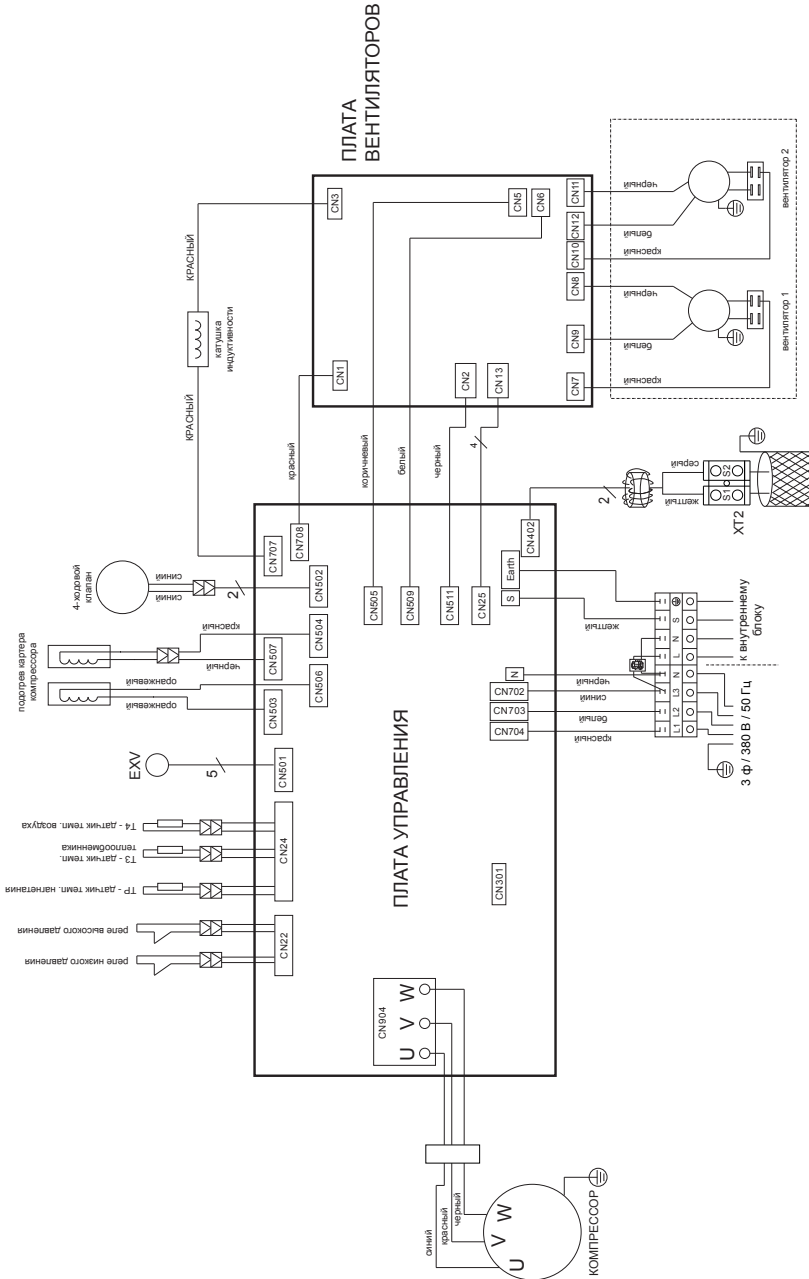 ПЛАТА
ВЕНТИЛЯТОРОВ
CN3
CN5
CN6
CN11
CN12
CN10
CN8
CN9
CN7
CN1
CN2
CN13
КРАСНЫЙ
катушка
индуктивности
КРАСНЫЙ
красный
коричневый
белый
черный
4
черный
белый
красный
вентилятор 2
черный
белый
красный
вентилятор 1
4-ходовой
клапан
синий
синий
2
подогрев картера
компрессора
красный
черный
оранжевый
оранжевый
EXV
5
T4 - датчик темп. воздуха
T3 - датчик темп.
теплообменника
TP - датчик темп. нагнетания
реле высокого давления
реле низкого давления
CN707
CN708
CN502
CN504
CN507
CN506
CN503
CN501
CN24
CN22
CN505
CN509
CN511
CN25
CN402
Earth
S
N
CN702
CN703
CN704
CN301
ПЛАТА УПРАВЛЕНИЯ
CN904
U V W
2
серый
желтый
S1 S2
XT2
желтый
черный
синий
белый
красный
L1 L2 L3 N L N S
к внутреннему
блоку
3 ф / 380 В / 50 Гц
синий
красный
черный
U V W
КОМПРЕССОР